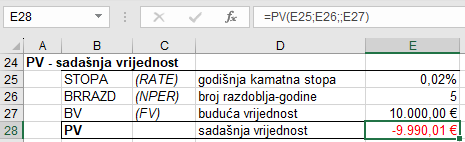 E28 =PV(E25;E26;;E27)
A B C D E
24 PV - sadašnja vrijednost
25 STOPA (RATE) godišnja kamatna stopa 0,02%
26 BRRAZD (NPER) broj razdoblja-godine 5
27 BV (FV) buduća vrijednost 10.000,00 €
28 PV sadašnja vrijednost -9.990,01 €